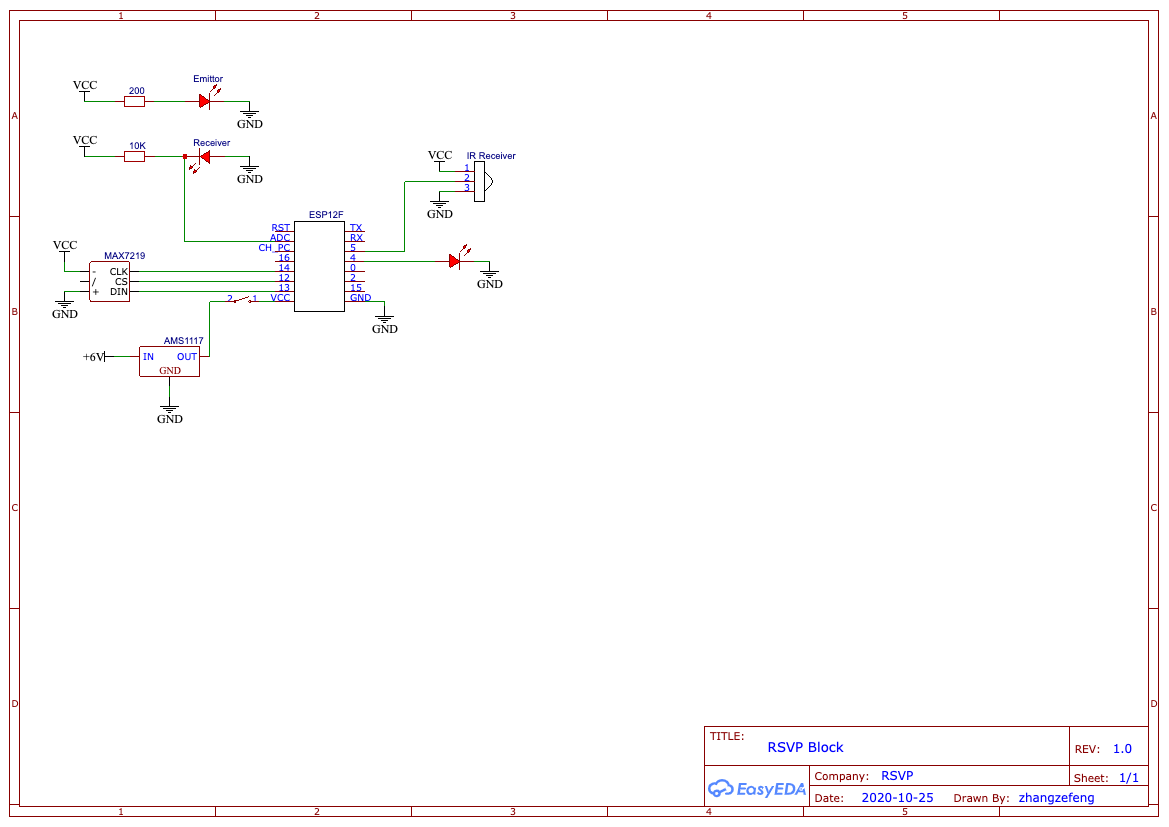 1 2 3 4 5
A A
B B
C C
D D
VCC
200
Emittor
GND
VCC
10K
Receiver
GND
VCC
IR Receiver
1
2
3
GND
ESP12F
RST TX
ADC RX
CH_PC 5
16 4
14 0
12 2
13 15
VCC GND
GND
GND
VCC
MAX7219
- CLK
/ CS
+ DIN
GND
2 1
AMS1117
+6V
IN OUT
GND
GND
TITLE:
RSVP Block
REV: 1.0
EasyEDA
Company: RSVP
Sheet: 1/1
Date: 2020-10-25 Drawn By: zhangzefeng
1 2 3 4 5